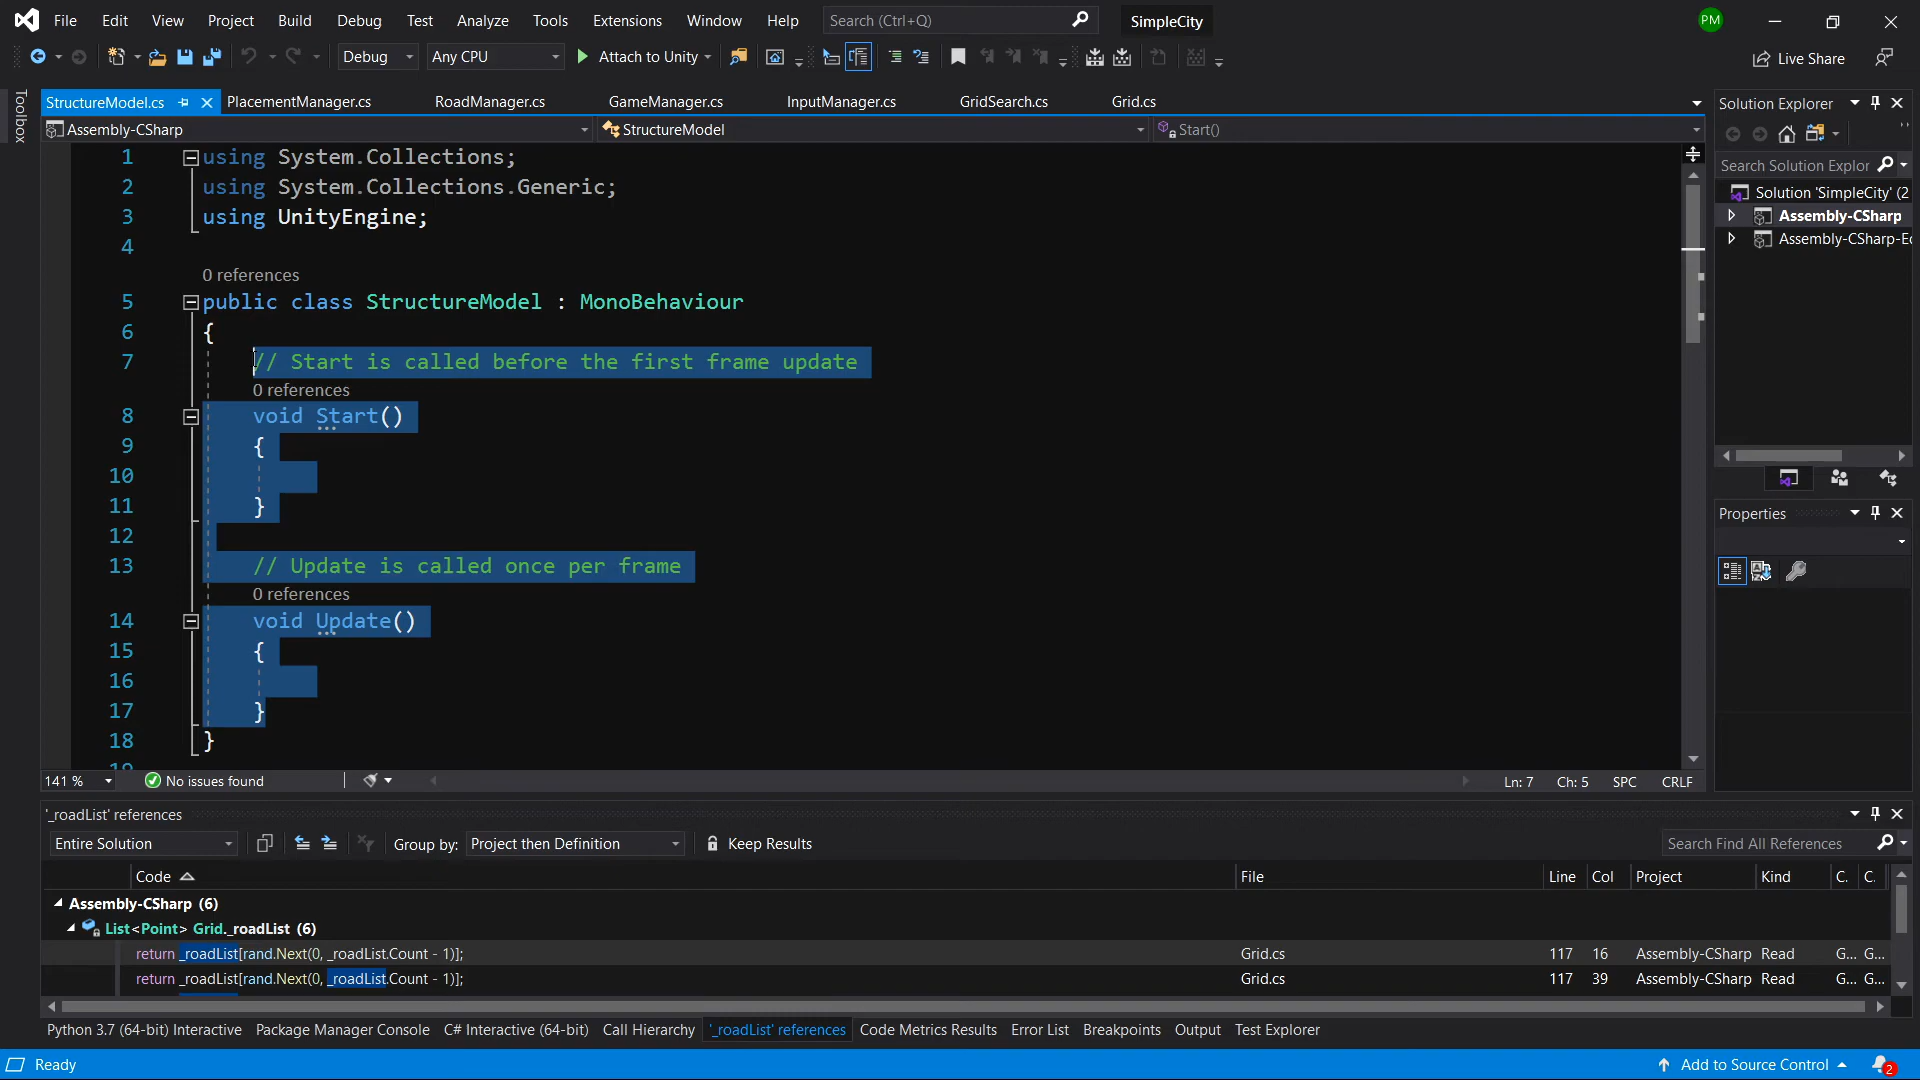 File Edit View Project Build Debug Test Analyze Tools Extensions Window Help Search (Ctrl+Q) SimpleCity PM
Debug Any CPU Attach to Unity Live Share
Toolbox
StructureModel.cs PlacementManager.cs RoadManager.cs GameManager.cs InputManager.cs GridSearch.cs Grid.cs
Assembly-CSharp StructureModel Start()
1 using System.Collections;
2 using System.Collections.Generic;
3 using UnityEngine;
4
0 references
5 public class StructureModel : MonoBehaviour
6 {
7 // Start is called before the first frame update
0 references
8 void Start()
9 {
10
11 }
12
13 // Update is called once per frame
0 references
14 void Update()
15 {
16
17 }
18 }
19
141 % No issues found Ln: 7 Ch: 5 SPC CRLF
Solution Explorer
Search Solution Explor
Solution 'SimpleCity' (2
Assembly-CSharp
Assembly-CSharp-Ec
Properties
'_roadList' references
Entire Solution Group by: Project then Definition Keep Results Search Find All References
Code File Line Col Project Kind C. C.
Assembly-CSharp (6)
List<Point> Grid._roadList (6)
return _roadList[rand.Next(0, _roadList.Count - 1)]; Grid.cs 117 16 Assembly-CSharp Read G... G...
return _roadList[rand.Next(0, _roadList.Count - 1)]; Grid.cs 117 39 Assembly-CSharp Read G... G...
Python 3.7 (64-bit) Interactive Package Manager Console C# Interactive (64-bit) Call Hierarchy '_roadList' references Code Metrics Results Error List Breakpoints Output Test Explorer
Ready Add to Source Control 2